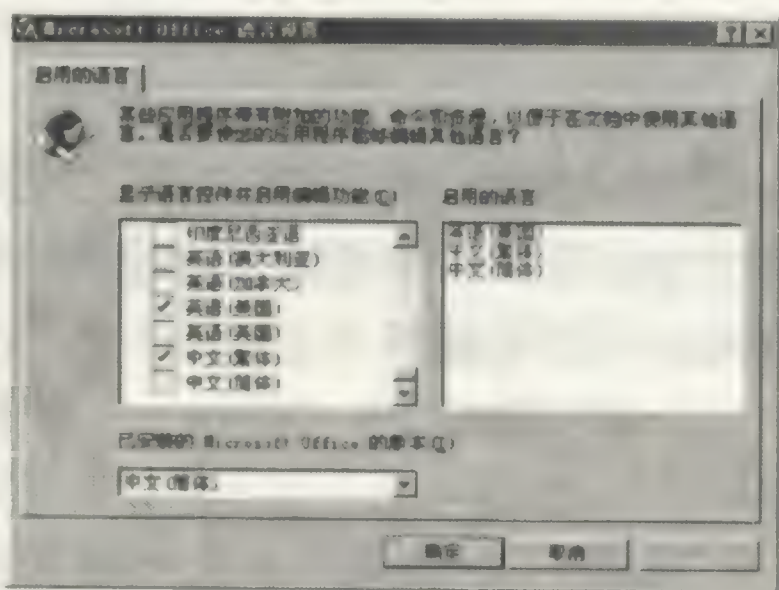 Microsoft Office 语言设置
启用的语言
某些应用程序带有附加的功能、命令和资源，以便于在文档中使用其他语
言。是否要使您的应用程序能够编辑其他语言？
显示语言控件并启用编辑功能(C)
启用的语言
印度尼西亚语
英语(澳大利亚)
英语(加拿大)
英语(美国)
英语(英国)
中文(繁体)
中文(简体)
英语(美国)
中文(繁体)
中文(简体)
已安装的 Microsoft Office 的版本(I)
中文(简体)
确定
取消